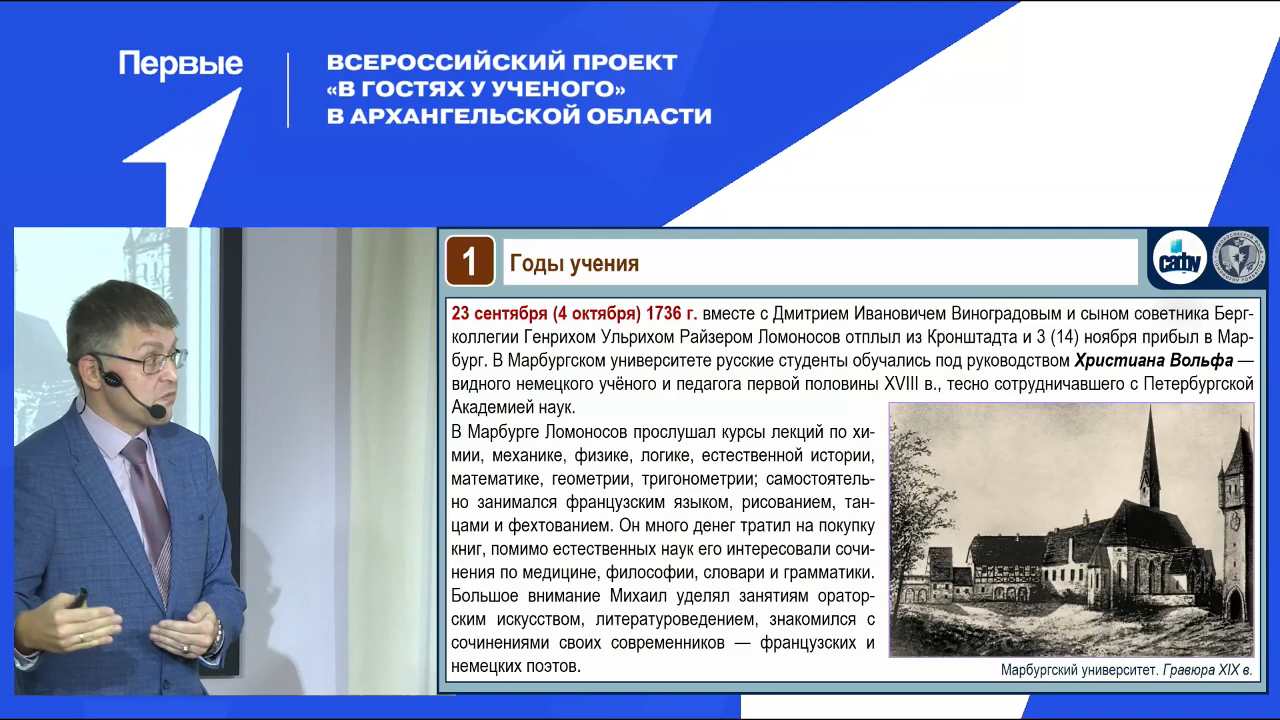 Первые
ВСЕРОССИЙСКИЙ ПРОЕКТ
«В ГОСТЯХ У УЧЕНОГО»
В АРХАНГЕЛЬСКОЙ ОБЛАСТИ
1
Годы учения
сафу
23 сентября (4 октября) 1736 г. вместе с Дмитрием Ивановичем Виноградовым и сыном советника Берг-
коллегии Генрихом Ульрихом Райзером Ломоносов отплыл из Кронштадта и 3 (14) ноября прибыл в Мар-
бург. В Марбургском университете русские студенты обучались под руководством Христиана Вольфа —
видного немецкого учёного и педагога первой половины XVIII в., тесно сотрудничавшего с Петербургской
Академией наук.
В Марбурге Ломоносов прослушал курсы лекций по хи-
мии, механике, физике, логике, естественной истории,
математике, геометрии, тригонометрии; самостоятель-
но занимался французским языком, рисованием, тан-
цами и фехтованием. Он много денег тратил на покупку
книг, помимо естественных наук его интересовали сочи-
нения по медицине, философии, словари и грамматики.
Большое внимание Михаил уделял занятиям оратор-
ским искусством, литературоведением, знакомился с
сочинениями своих современников — французских и
немецких поэтов.
Марбургский университет. Гравюра XIX в.